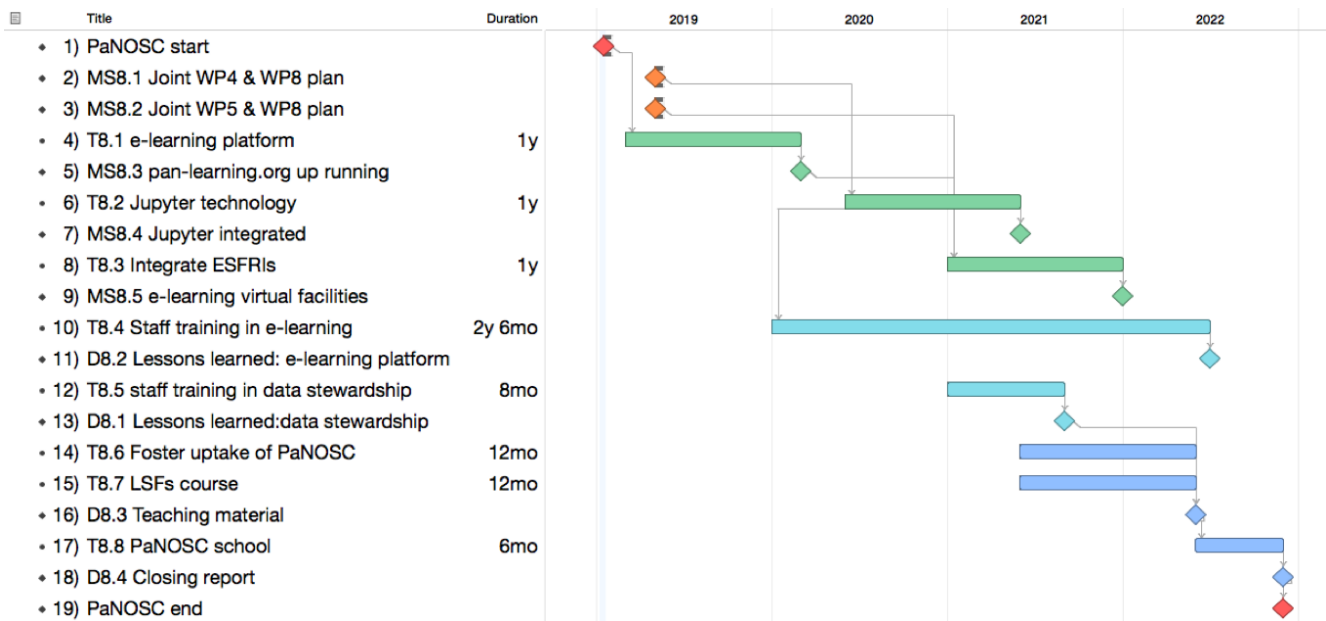 Title Duration 2019 2020 2021 2022
1) PaNOSC start
2) MS8.1 Joint WP4 & WP8 plan
3) MS8.2 Joint WP5 & WP8 plan
4) T8.1 e-learning platform 1y
5) MS8.3 pan-learning.org up running
6) T8.2 Jupyter technology 1y
7) MS8.4 Jupyter integrated
8) T8.3 Integrate ESFRIs 1y
9) MS8.5 e-learning virtual facilities
10) T8.4 Staff training in e-learning 2y 6mo
11) D8.2 Lessons learned: e-learning platform
12) T8.5 staff training in data stewardship 8mo
13) D8.1 Lessons learned:data stewardship
14) T8.6 Foster uptake of PaNOSC 12mo
15) T8.7 LSFs course 12mo
16) D8.3 Teaching material
17) T8.8 PaNOSC school 6mo
18) D8.4 Closing report
19) PaNOSC end